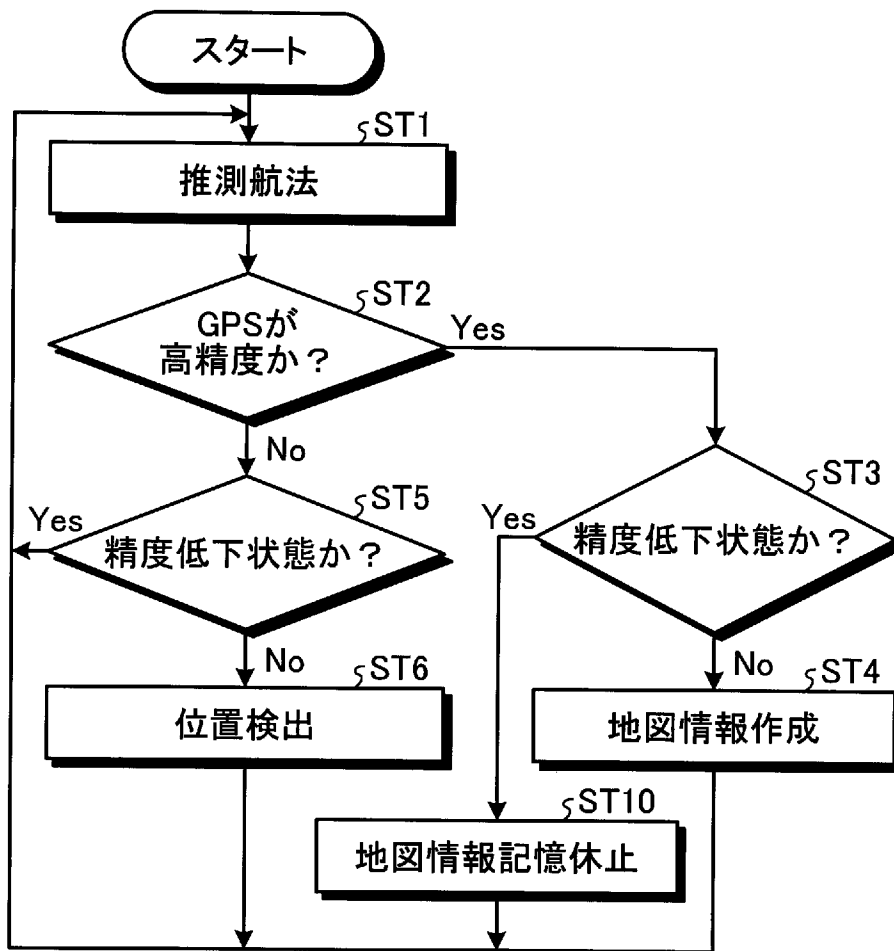 スタート
ST1
推測航法
ST2
GPSが
高精度か？
Yes
No
ST3
精度低下状態か？
Yes
No
ST5
精度低下状態か？
Yes
No
ST6
位置検出
ST4
地図情報作成
ST10
地図情報記憶休止